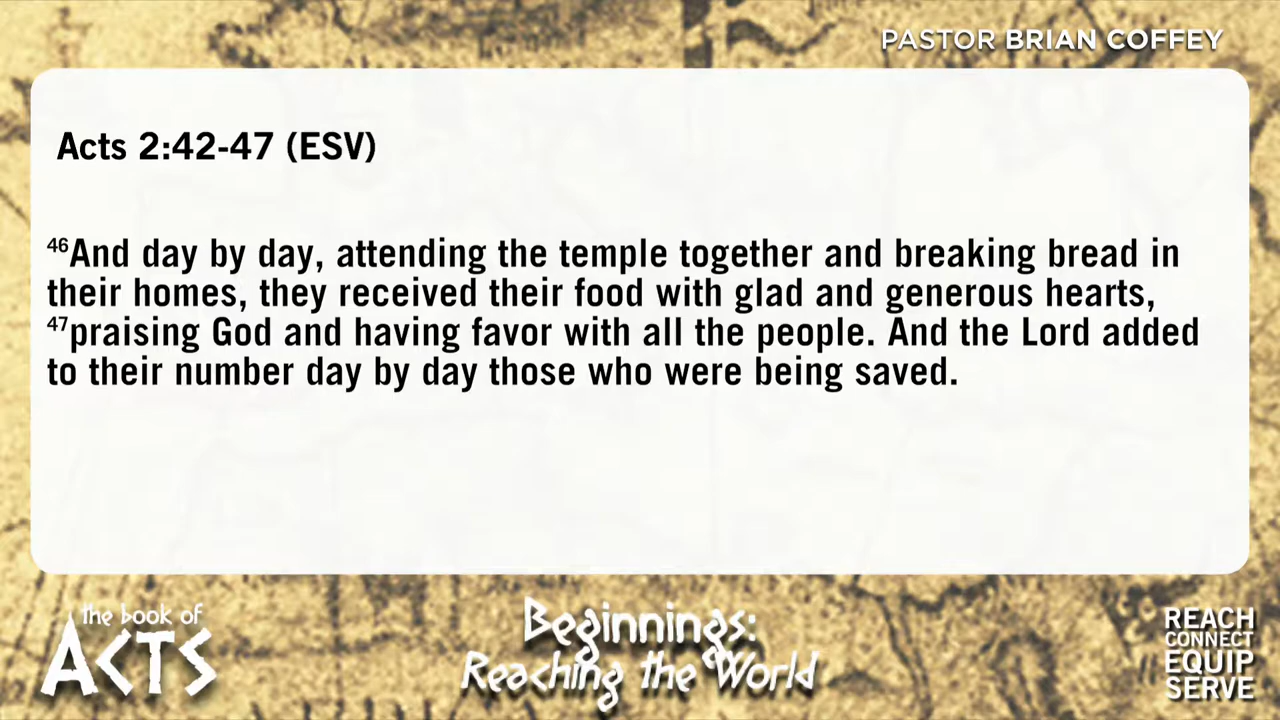 PASTOR BRIAN COFFEY
Acts 2:42-47 (ESV)
⁴⁶And day by day, attending the temple together and breaking bread in
their homes, they received their food with glad and generous hearts,
⁴⁷praising God and having favor with all the people. And the Lord added
to their number day by day those who were being saved.
the book of
ACTS
Beginnings:
Reaching the World
REACH
CONNECT
EQUIP
SERVE